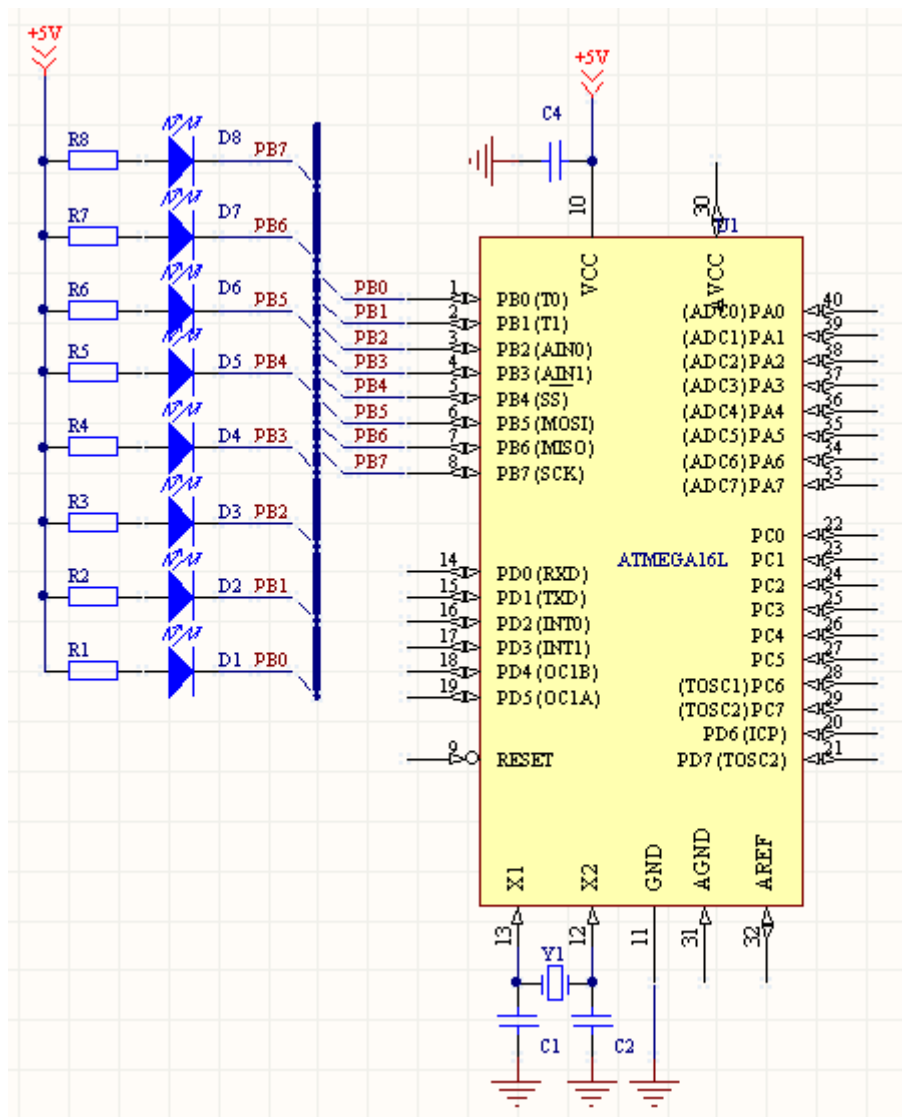 +5V
R8 D8 PB7
R7 D7 PB6
R6 D6 PB5
R5 D5 PB4
R4 D4 PB3
R3 D3 PB2
R2 D2 PB1
R1 D1 PB0
+5V
C4
10
30
U1
VCC
AVCC
PB0 1 PB0(T0)
PB1 2 PB1(T1)
PB2 3 PB2(AIN0)
PB3 4 PB3(AIN1)
PB4 5 PB4(SS)
PB5 6 PB5(MOSI)
PB6 7 PB6(MISO)
PB7 8 PB7(SCK)
14 PD0(RXD)
15 PD1(TXD)
16 PD2(INT0)
17 PD3(INT1)
18 PD4(OC1B)
19 PD5(OC1A)
9 RESET
ATMEGA16L
(ADC0)PA0 40
(ADC1)PA1 39
(ADC2)PA2 38
(ADC3)PA3 37
(ADC4)PA4 36
(ADC5)PA5 35
(ADC6)PA6 34
(ADC7)PA7 33
PC0 22
PC1 23
PC2 24
PC3 25
PC4 26
PC5 27
(TOSC1)PC6 28
(TOSC2)PC7 29
PD6(ICP) 20
PD7(TOSC2) 21
X1 X2 GND AGND AREF
13 12 11 31 32
Y1
C1 C2